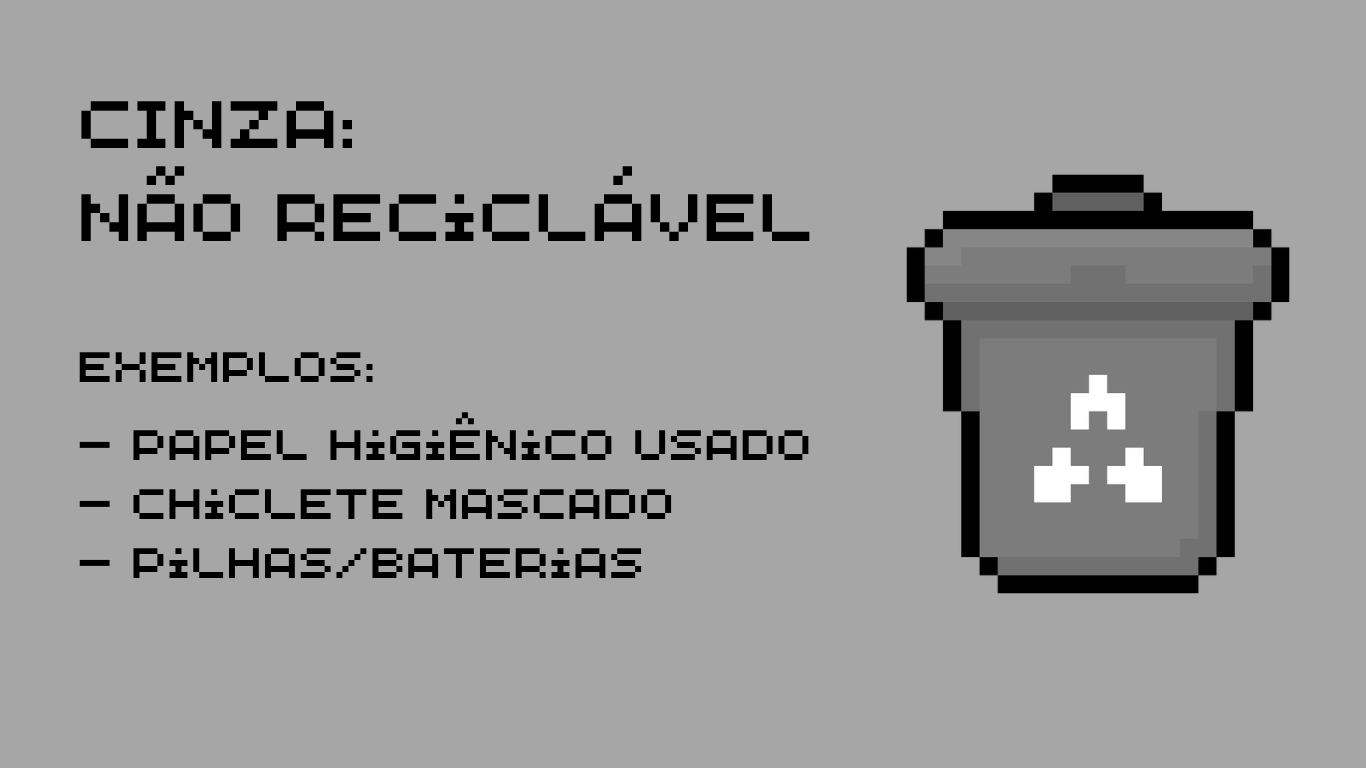 CINZA:
NÃO RECiCLÁVEL
EXEMPLOS:
- PAPEL HiGiÊNiCO USADO
- CHiCLETE MASCADO
- PiLHAS/BATERiAS